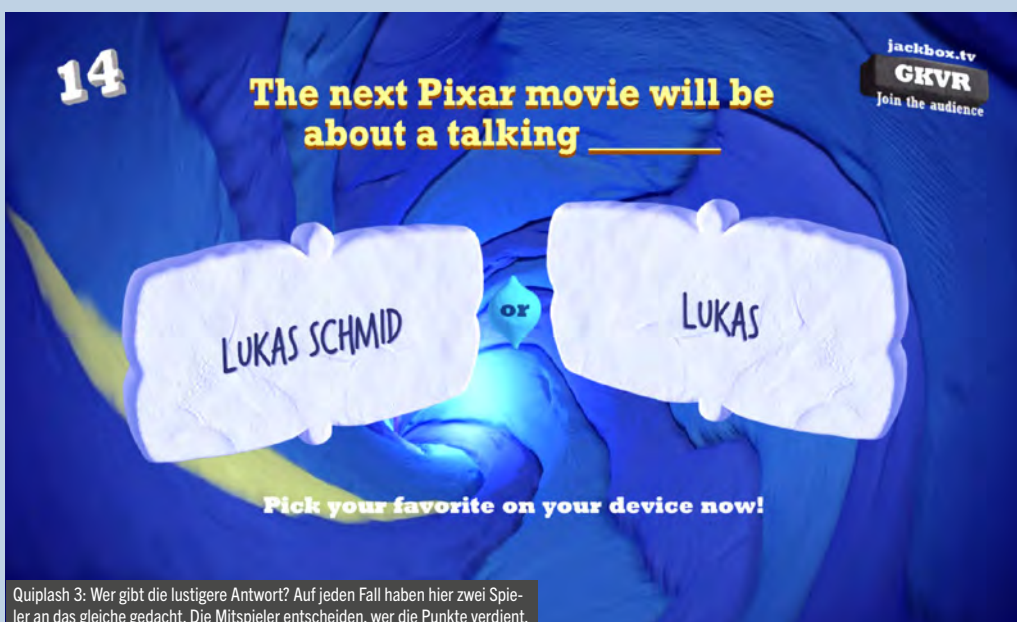 14
The next Pixar movie will be
about a talking _______
jackbox.tv
GKVR
Join the audience
LUKAS SCHMID
or
LUKAS
Pick your favorite on your device now!
Quiplash 3: Wer gibt die lustigere Antwort? Auf jeden Fall haben hier zwei Spie-
ler an das gleiche gedacht. Die Mitspieler entscheiden, wer die Punkte verdient.